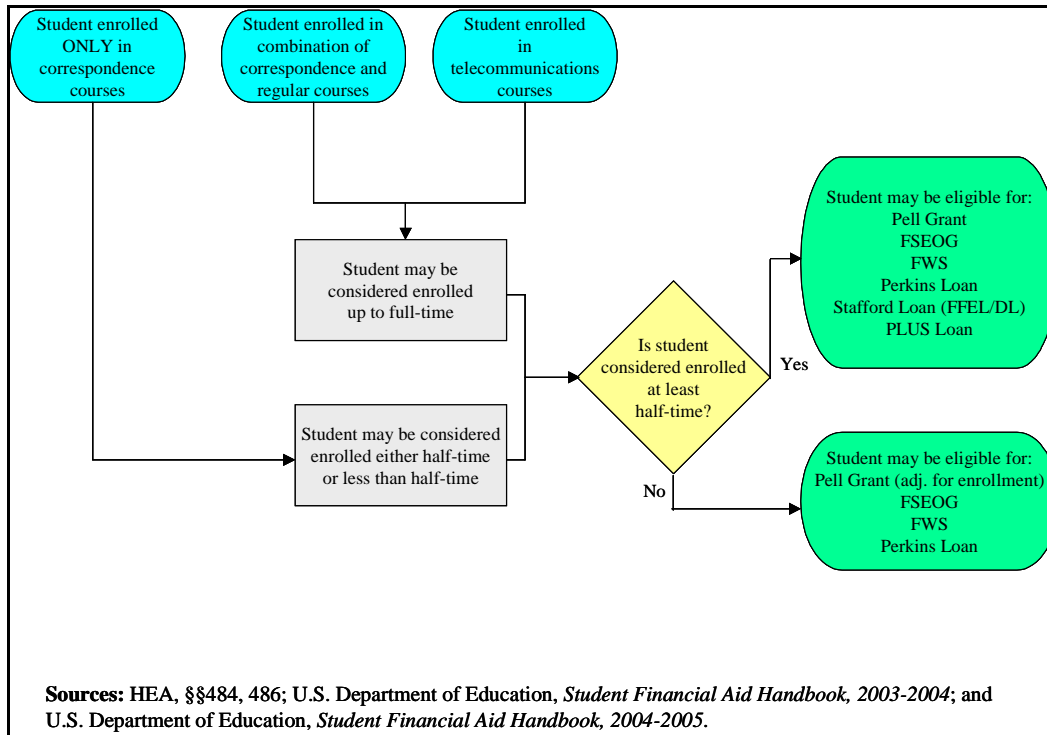 Student enrolled
ONLY in
correspondence
courses
Student enrolled in
combination of
correspondence and
regular courses
Student enrolled
in
telecommunications
courses
Student may be
considered enrolled
up to full-time
Student may be considered
enrolled either half-time
or less than half-time
Is student
considered enrolled
at least
half-time?
Yes
No
Student may be eligible for:
Pell Grant
FSEOG
FWS
Perkins Loan
Stafford Loan (FFEL/DL)
PLUS Loan
Student may be eligible for:
Pell Grant (adj. for enrollment)
FSEOG
FWS
Perkins Loan
Sources: HEA, §§484, 486; U.S. Department of Education, Student Financial Aid Handbook, 2003-2004; and
U.S. Department of Education, Student Financial Aid Handbook, 2004-2005.